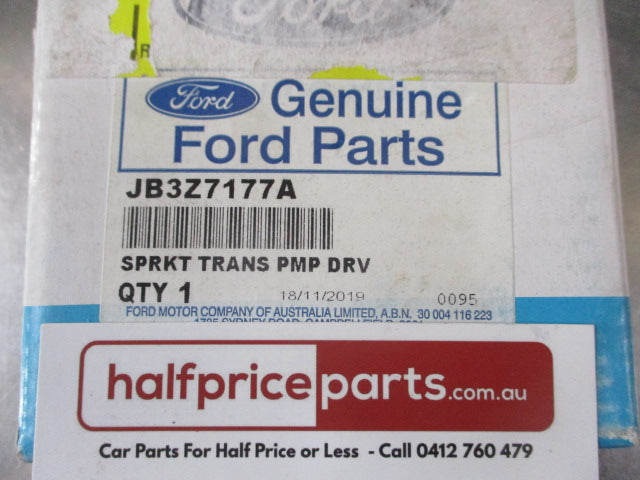 Ford
R
Ford Genuine
Ford Parts
JB3Z7177A
SPRKT TRANS PMP DRV
QTY 1 18/11/2019 0095
FORD MOTOR COMPANY OF AUSTRALIA LIMITED, A.B.N. 30 004 116 223
halfpriceparts.com.au
Car Parts For Half Price or Less - Call 0412 760 479